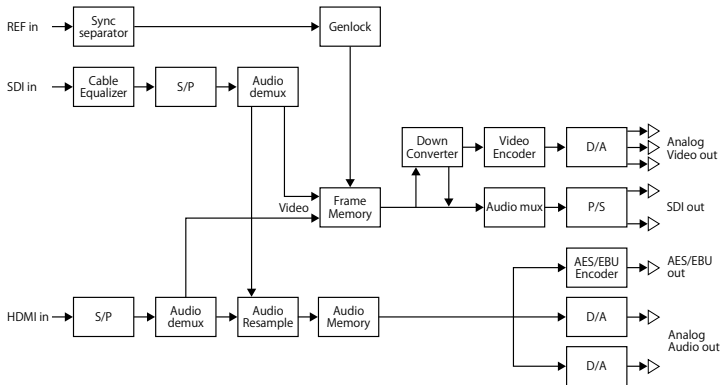 REF in
Sync
separator
Genlock
SDI in
Cable
Equalizer
S/P
Audio
demux
Down
Converter
Video
Encoder
D/A
Analog
Video out
Video
Frame
Memory
Audio mux
P/S
SDI out
AES/EBU
Encoder
AES/EBU
out
HDMI in
S/P
Audio
demux
Audio
Resample
Audio
Memory
D/A
Analog
Audio out
D/A